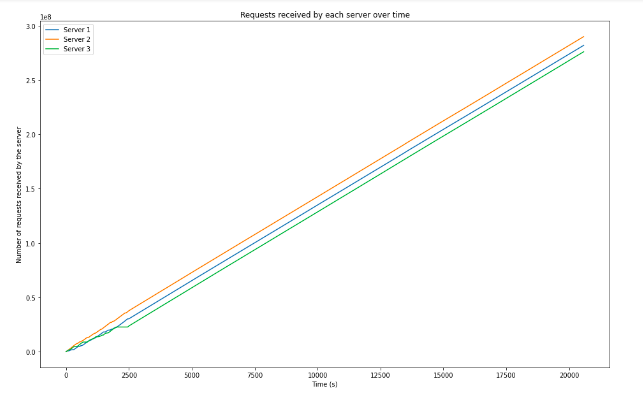 Requests received by each server over time
1e8
Server 1
Server 2
Server 3
3.0
2.5
2.0
1.5
1.0
0.5
0.0
Number of requests received by the server
0 2500 5000 7500 10000 12500 15000 17500 20000
Time (s)